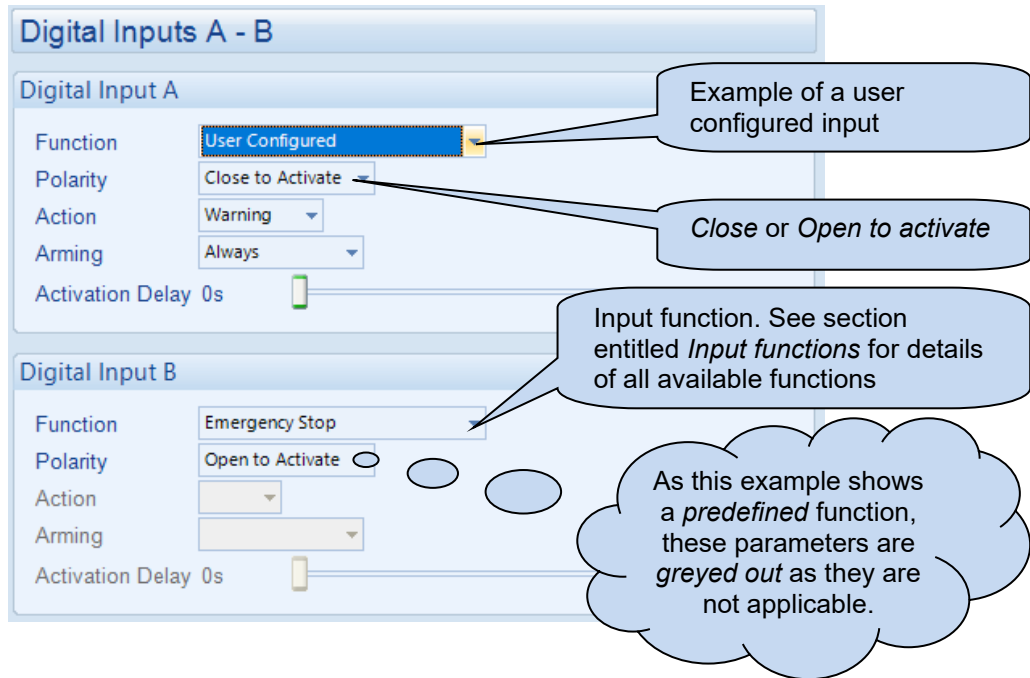 Digital Inputs A - B
Digital Input A
Function User Configured
Polarity Close to Activate
Action Warning
Arming Always
Activation Delay 0s
Example of a user
configured input
Close or Open to activate
Digital Input B
Function Emergency Stop
Polarity Open to Activate
Action
Arming
Activation Delay 0s
Input function. See section
entitled Input functions for details
of all available functions
As this example shows
a predefined function,
these parameters are
greyed out as they are
not applicable.